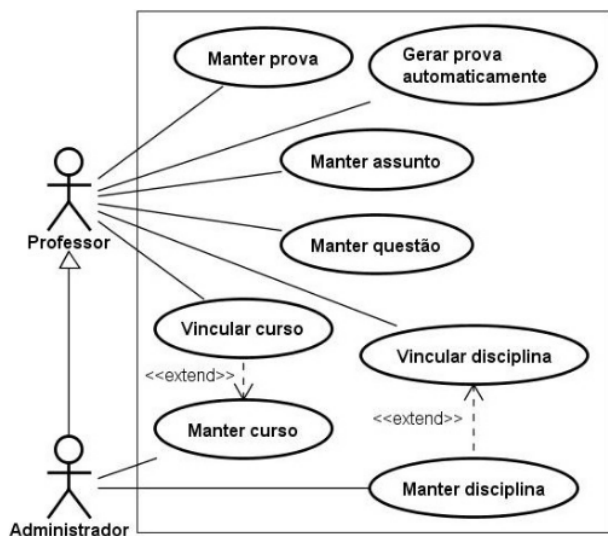 Manter prova
Gerar prova
automaticamente
Manter assunto
Professor
Manter questão
Vincular curso
Vincular disciplina
<<extend>>
<<extend>>
Manter curso
Manter disciplina
Administrador